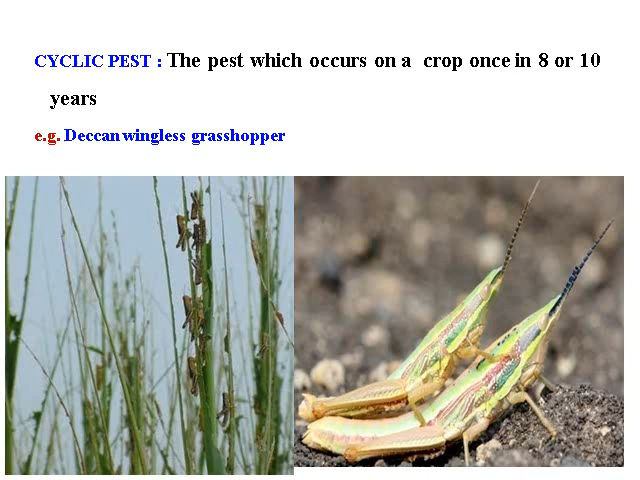 CYCLIC PEST : The pest which occurs on a crop once in 8 or 10
years
e.g. Deccan wingless grasshopper